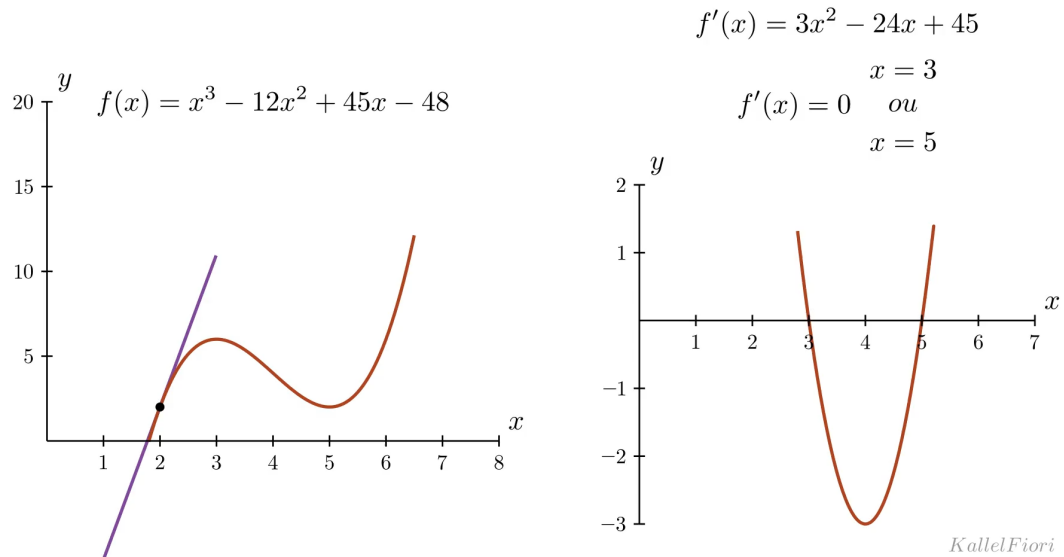 y
f(x) = x³ − 12x² + 45x − 48
20
15
10
5
x
1 2 3 4 5 6 7 8
f′(x) = 3x² − 24x + 45
x = 3
f′(x) = 0 ou
x = 5
y
2
1
x
1 2 3 4 5 6 7
−1
−2
−3
KallelFiori